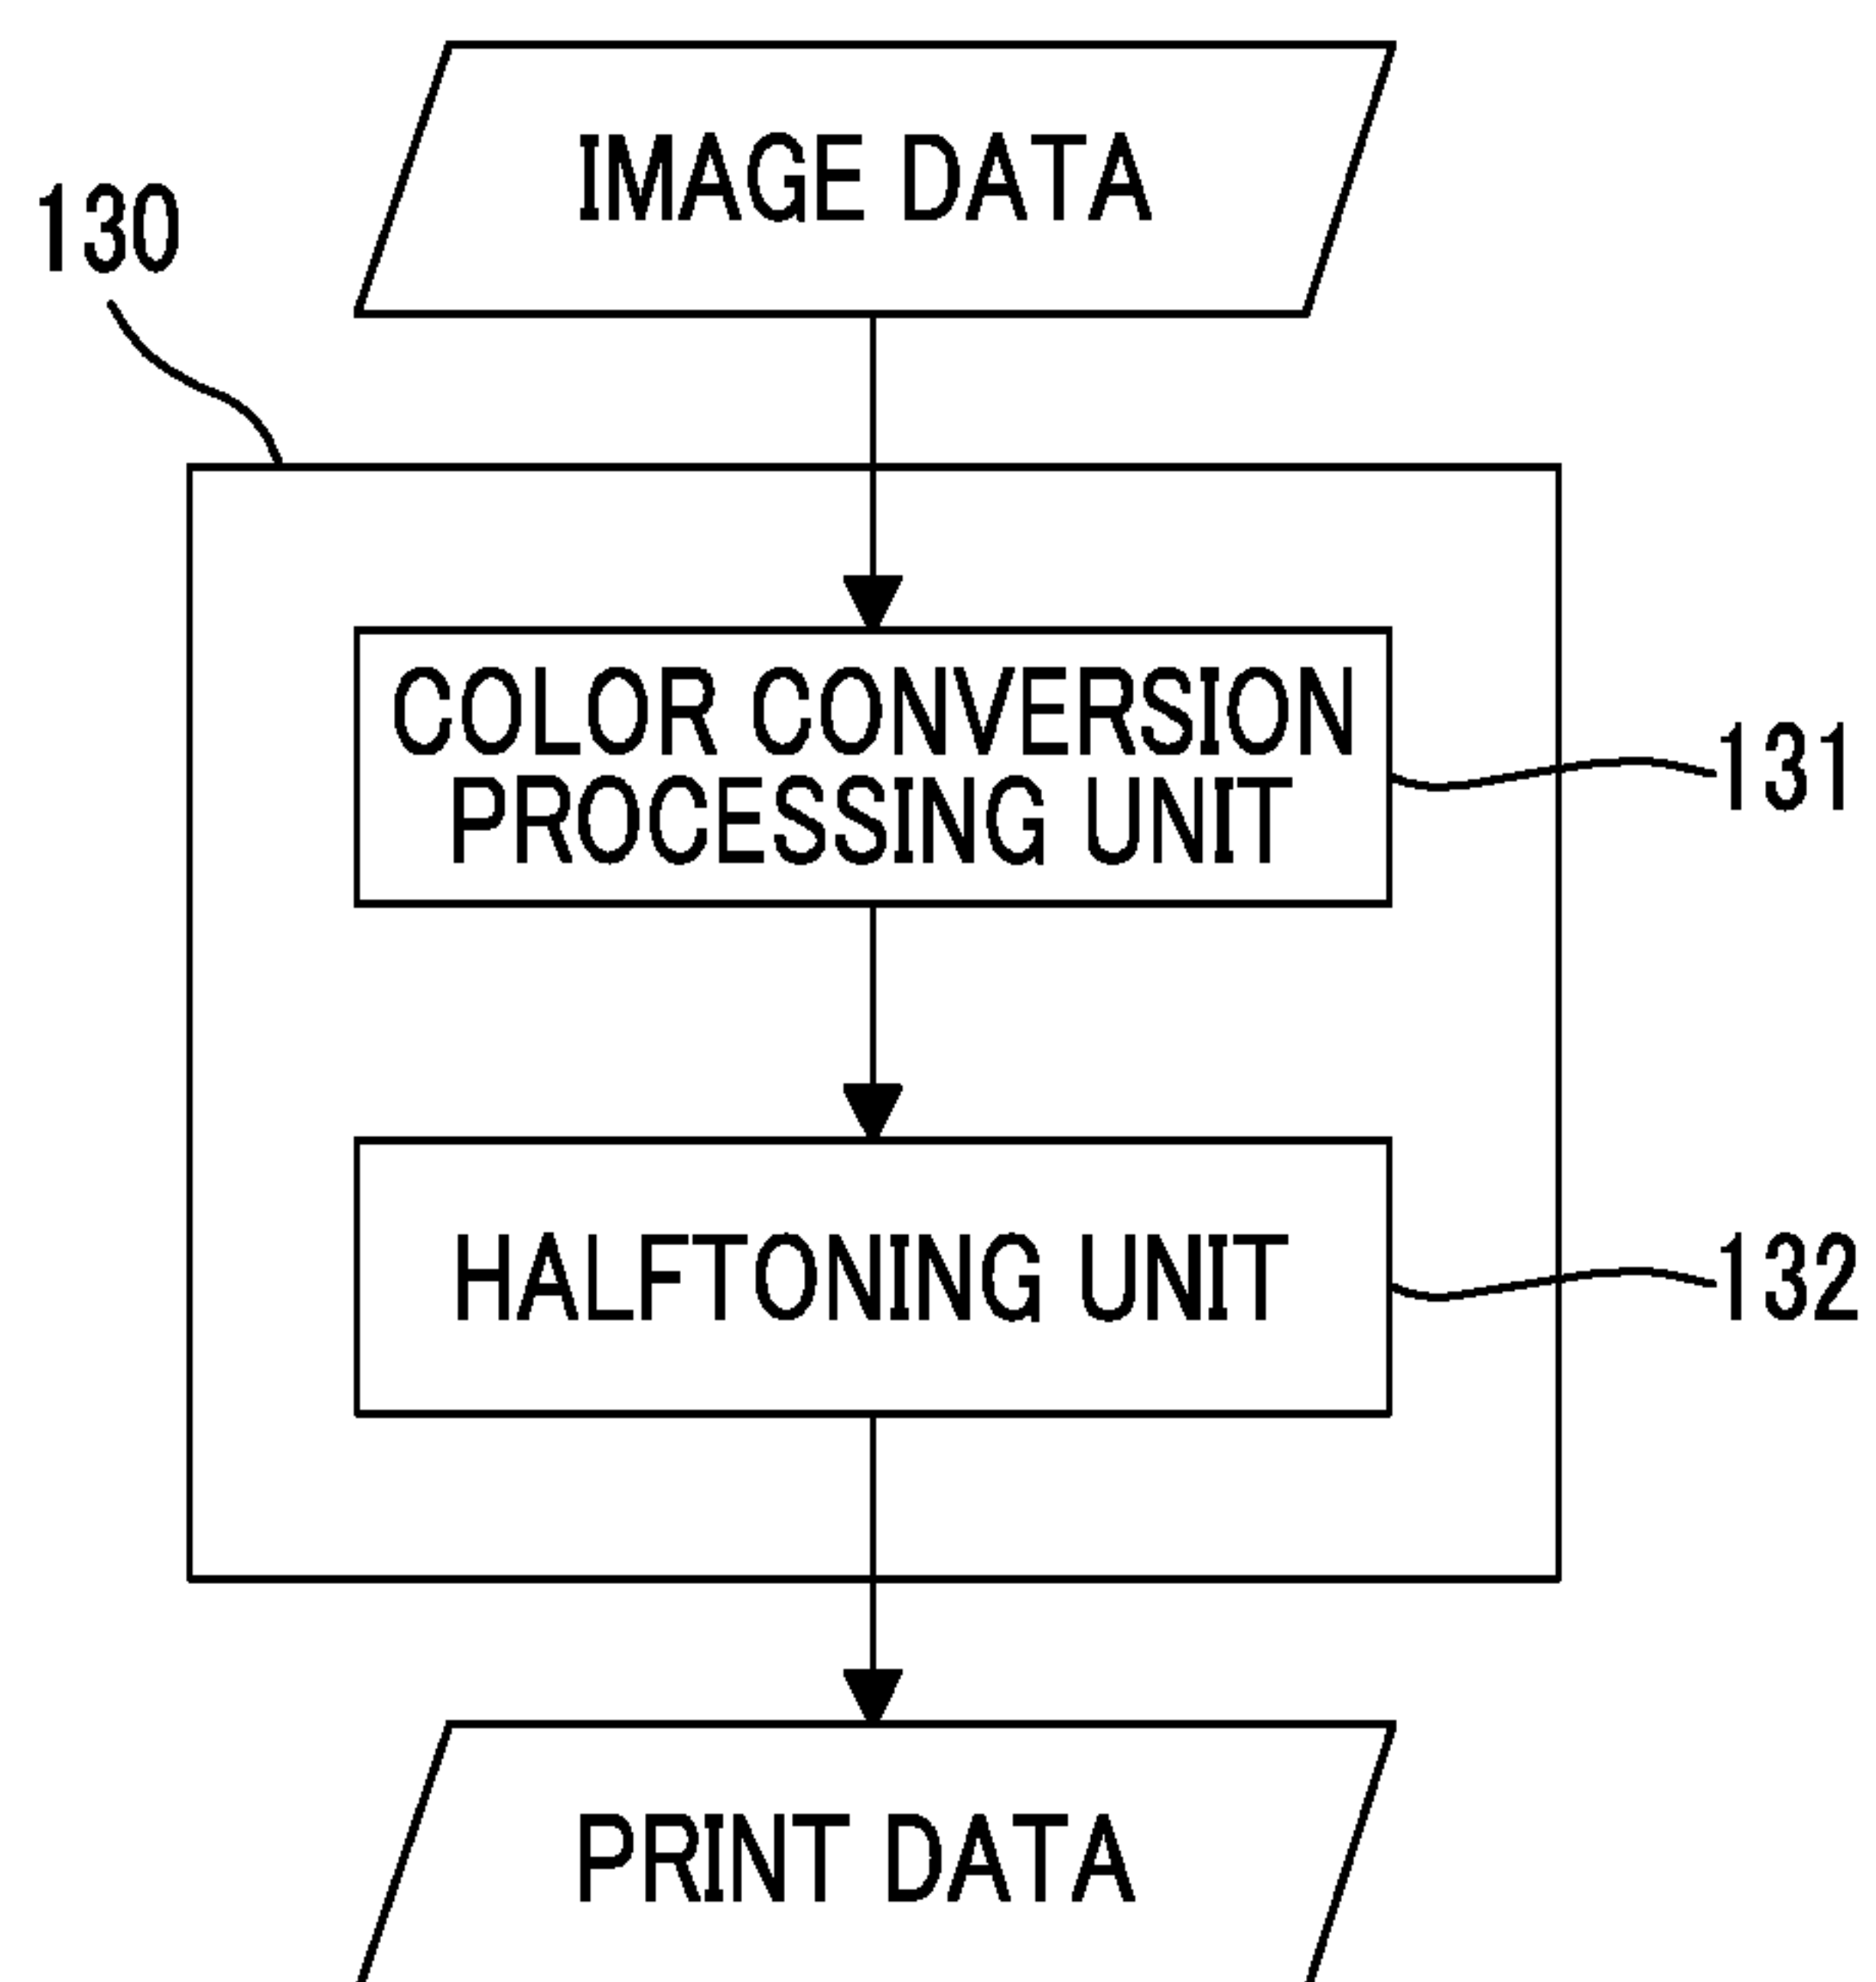 IMAGE DATA
130
COLOR CONVERSION
PROCESSING UNIT
131
HALFTONING UNIT
132
PRINT DATA